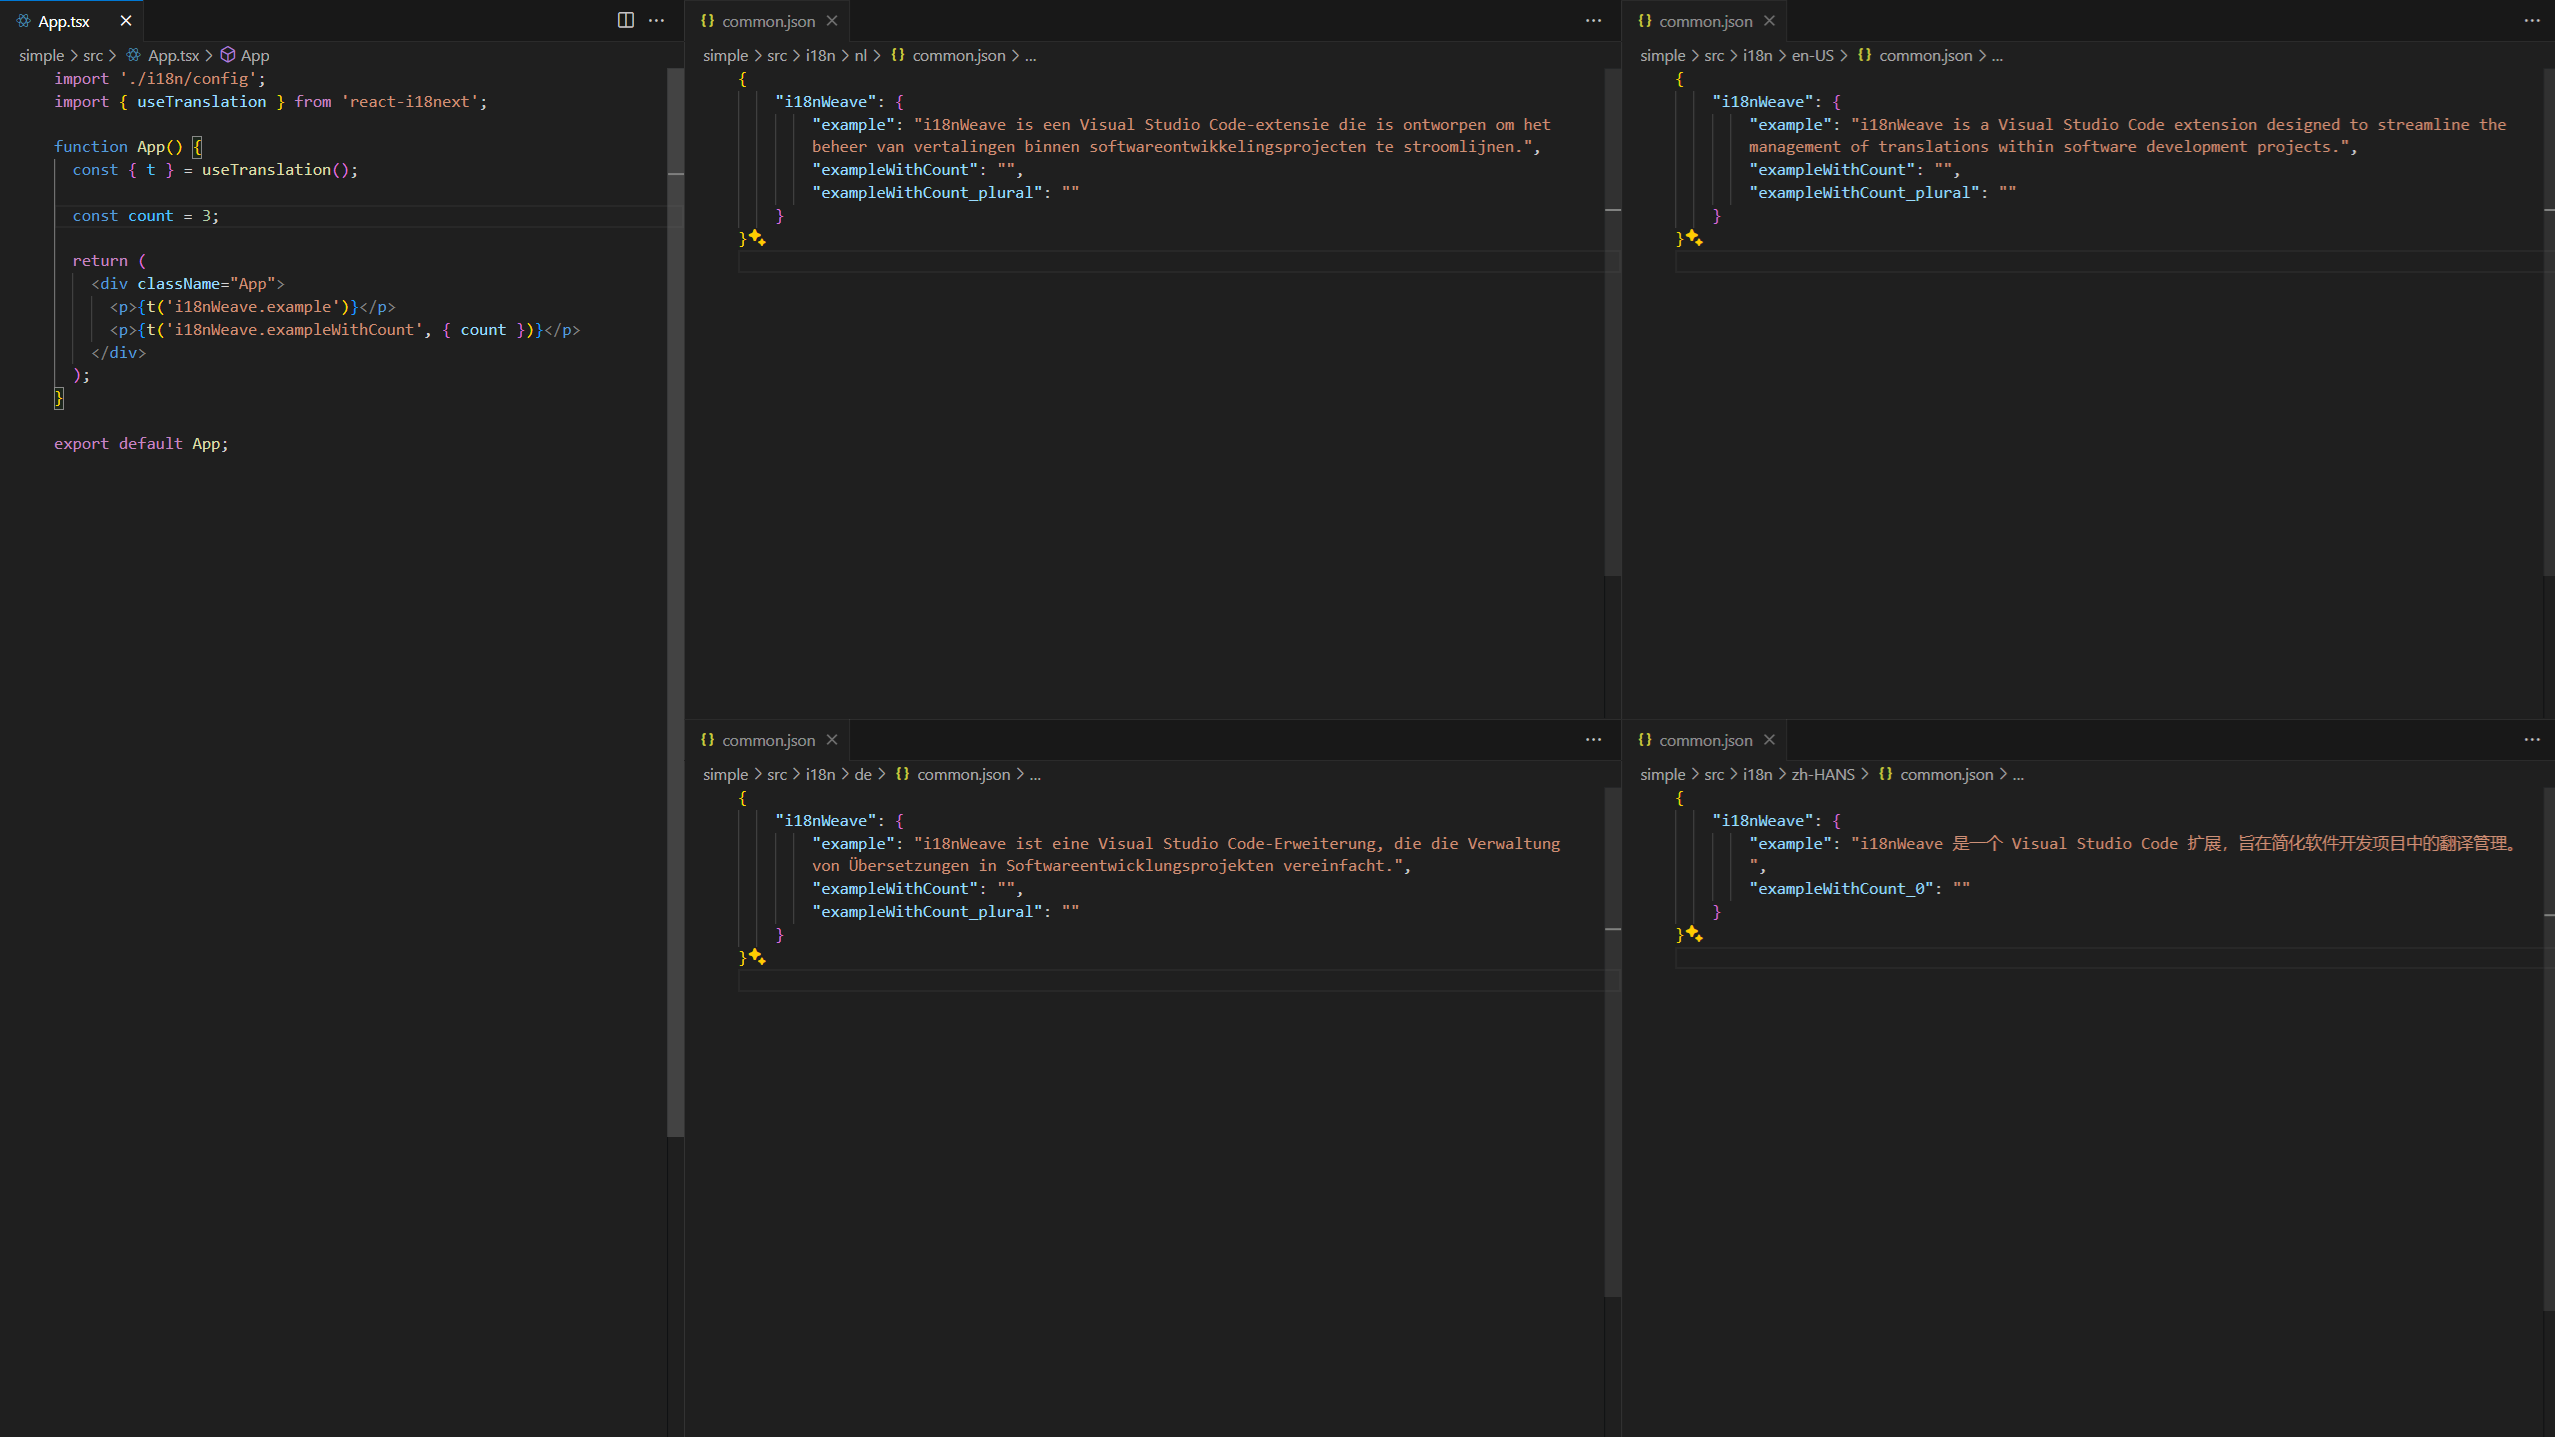 App.tsx
simple > src > App.tsx > App
import './i18n/config';
import { useTranslation } from 'react-i18next';
function App() {
const { t } = useTranslation();
const count = 3;
return (
<div className="App">
<p>{t('i18nWeave.example')}</p>
<p>{t('i18nWeave.exampleWithCount', { count })}</p>
</div>
);
}
export default App;
{} common.json
simple > src > i18n > nl > {} common.json > ...
{
"i18nWeave": {
"example": "i18nWeave is een Visual Studio Code-extensie die is ontworpen om het
beheer van vertalingen binnen softwareontwikkelingsprojecten te stroomlijnen.",
"exampleWithCount": "",
"exampleWithCount_plural": ""
}
}
{} common.json
simple > src > i18n > en-US > {} common.json > ...
{
"i18nWeave": {
"example": "i18nWeave is a Visual Studio Code extension designed to streamline the
management of translations within software development projects.",
"exampleWithCount": "",
"exampleWithCount_plural": ""
}
}
{} common.json
simple > src > i18n > de > {} common.json > ...
{
"i18nWeave": {
"example": "i18nWeave ist eine Visual Studio Code-Erweiterung, die die Verwaltung
von Übersetzungen in Softwareentwicklungsprojekten vereinfacht.",
"exampleWithCount": "",
"exampleWithCount_plural": ""
}
}
{} common.json
simple > src > i18n > zh-HANS > {} common.json > ...
{
"i18nWeave": {
"example": "i18nWeave 是一个 Visual Studio Code 扩展，旨在简化软件开发项目中的翻译管理。
",
"exampleWithCount_0": ""
}
}